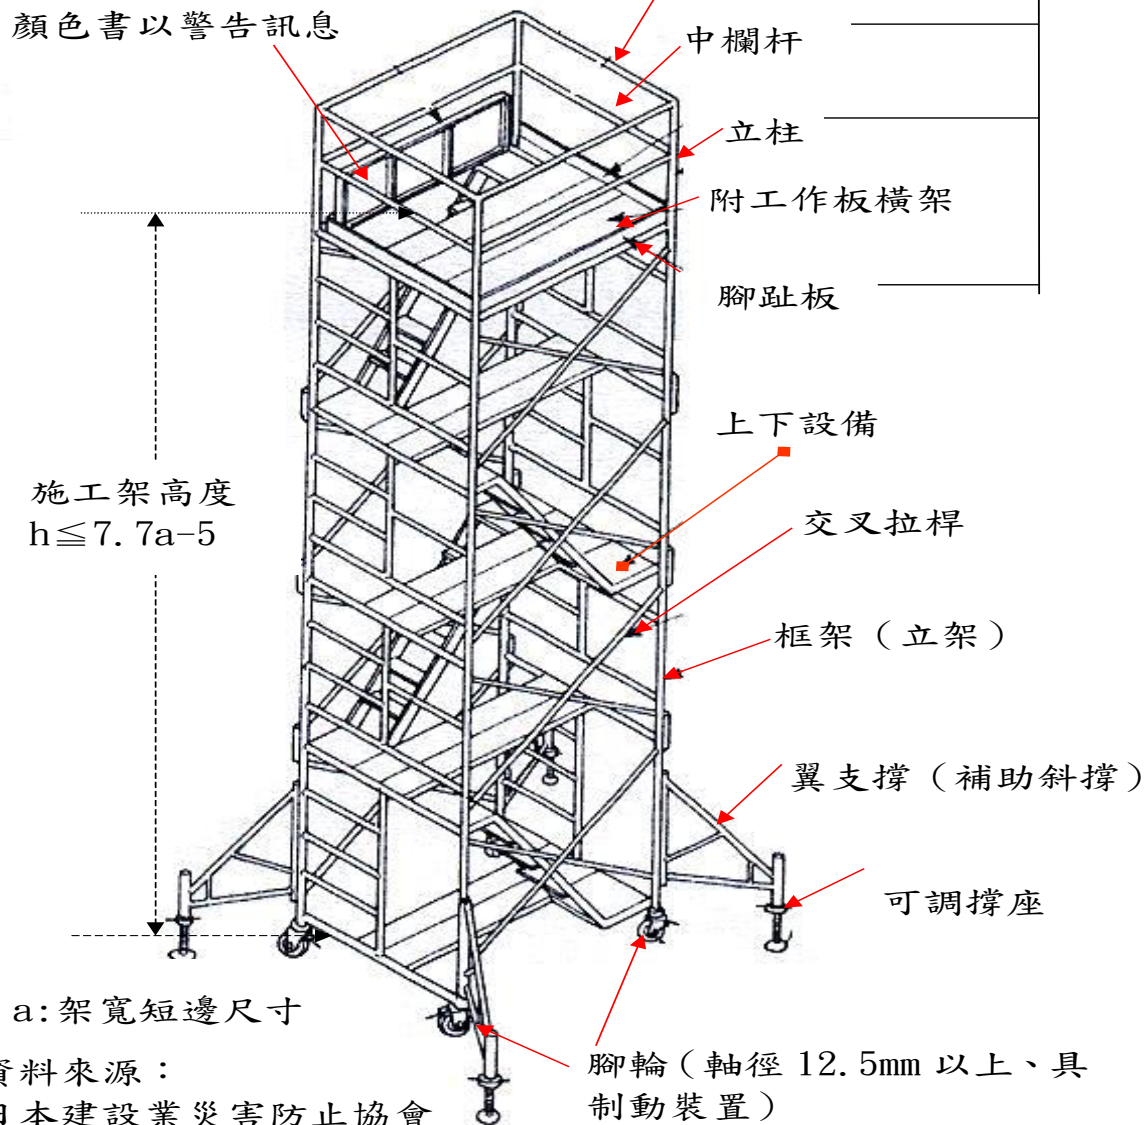 顏色書以警告訊息
中欄杆
立柱
附工作板橫架
腳趾板
上下設備
施工架高度
h≦7.7a-5
交叉拉桿
框架（立架）
翼支撐（補助斜撐）
可調撐座
a:架寬短邊尺寸
資料來源：
日本建設業災害防止協會
腳輪（軸徑 12.5mm 以上、具
制動裝置）